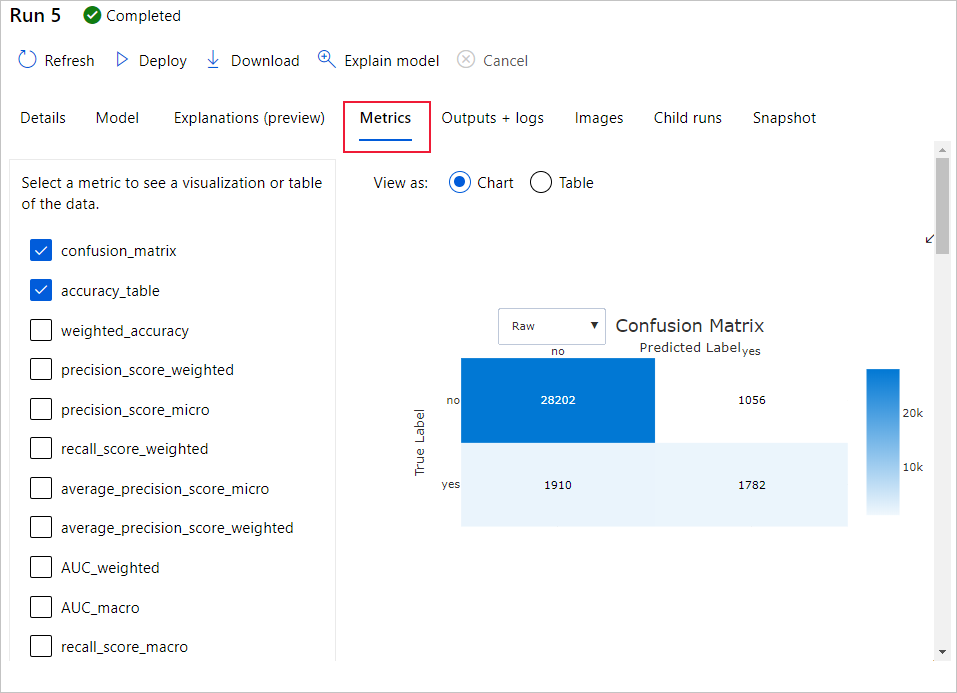 Run 5 Completed
Refresh Deploy Download Explain model Cancel
Details Model Explanations (preview) Metrics Outputs + logs Images Child runs Snapshot
Select a metric to see a visualization or table
of the data.
confusion_matrix
accuracy_table
weighted_accuracy
precision_score_weighted
precision_score_micro
recall_score_weighted
average_precision_score_micro
average_precision_score_weighted
AUC_weighted
AUC_macro
recall_score_macro
View as: Chart Table
Raw
Confusion Matrix
Predicted Label
no yes
True Label
no 28202 1056
yes 1910 1782
20k
10k